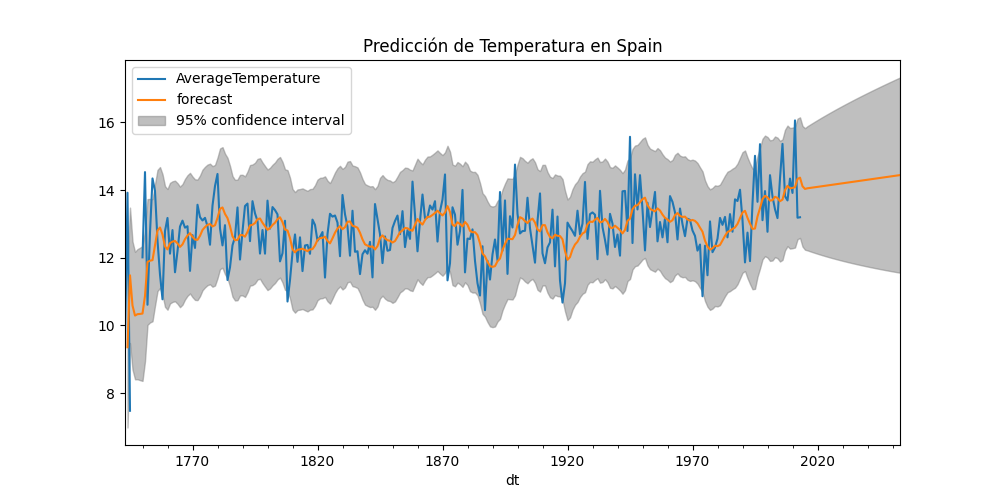 Predicción de Temperatura en Spain
AverageTemperature
forecast
95% confidence interval
16
14
12
10
8
1770 1820 1870 1920 1970 2020
dt